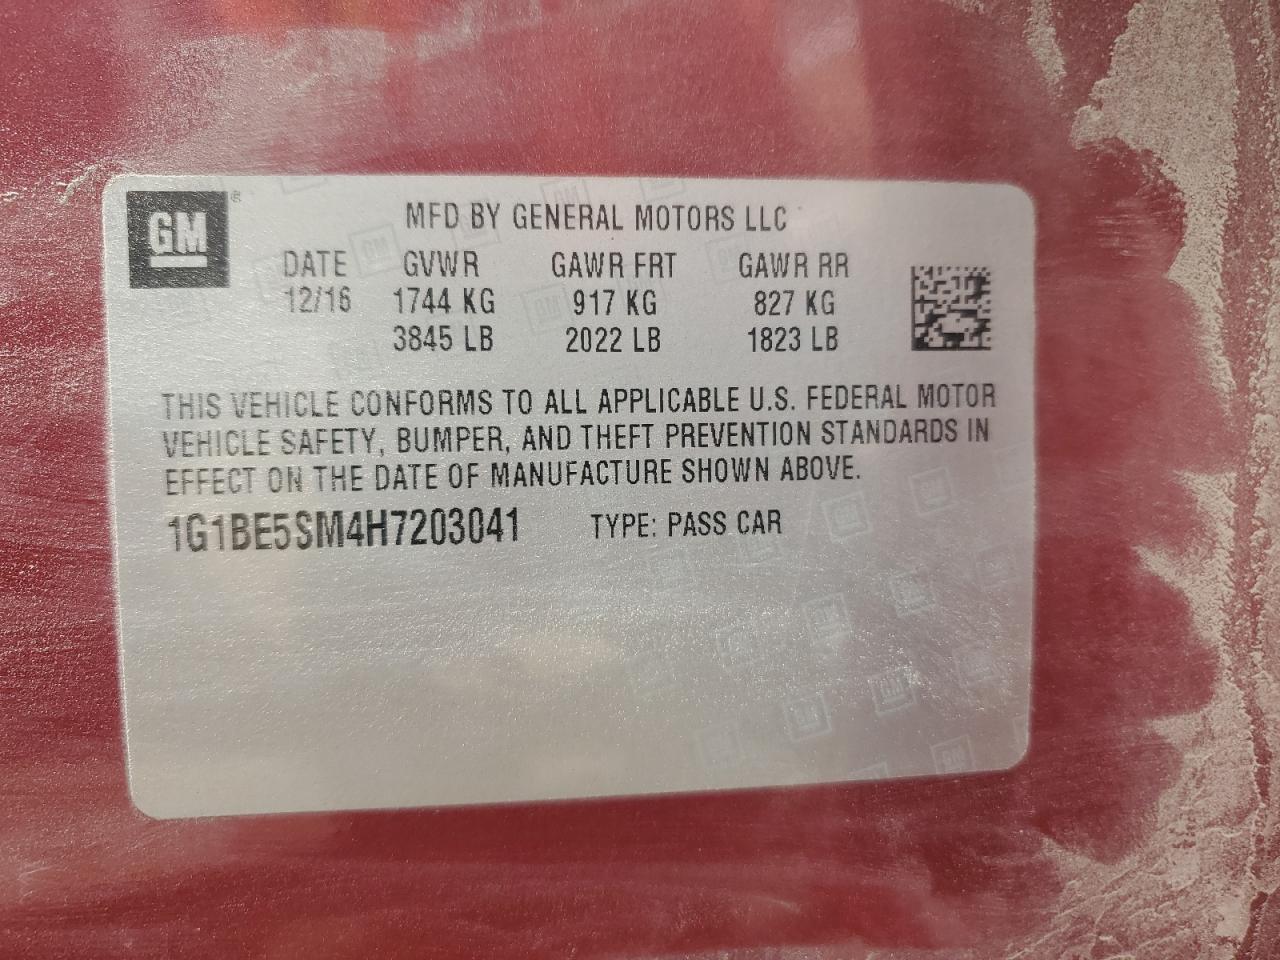 GM ®
MFD BY GENERAL MOTORS LLC
DATE GVWR GAWR FRT GAWR RR
12/16 1744 KG 917 KG 827 KG
3845 LB 2022 LB 1823 LB
THIS VEHICLE CONFORMS TO ALL APPLICABLE U.S. FEDERAL MOTOR
VEHICLE SAFETY, BUMPER, AND THEFT PREVENTION STANDARDS IN
EFFECT ON THE DATE OF MANUFACTURE SHOWN ABOVE.
1G1BE5SM4H7203041 TYPE: PASS CAR